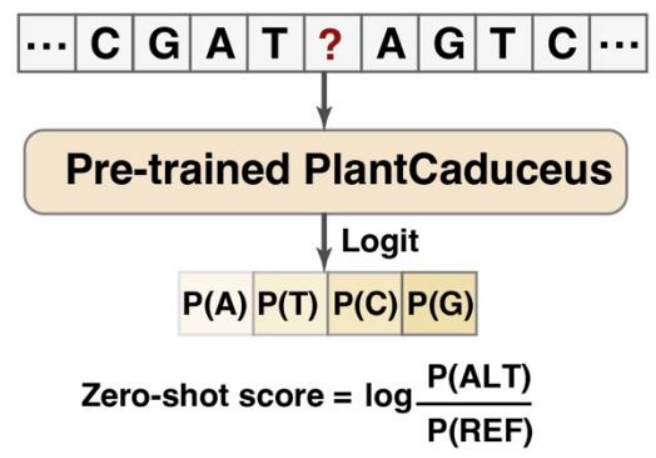 ... C G A T ? A G T C ...
Pre-trained PlantCaduceus
Logit
P(A) P(T) P(C) P(G)
Zero-shot score = log P(ALT)
P(REF)